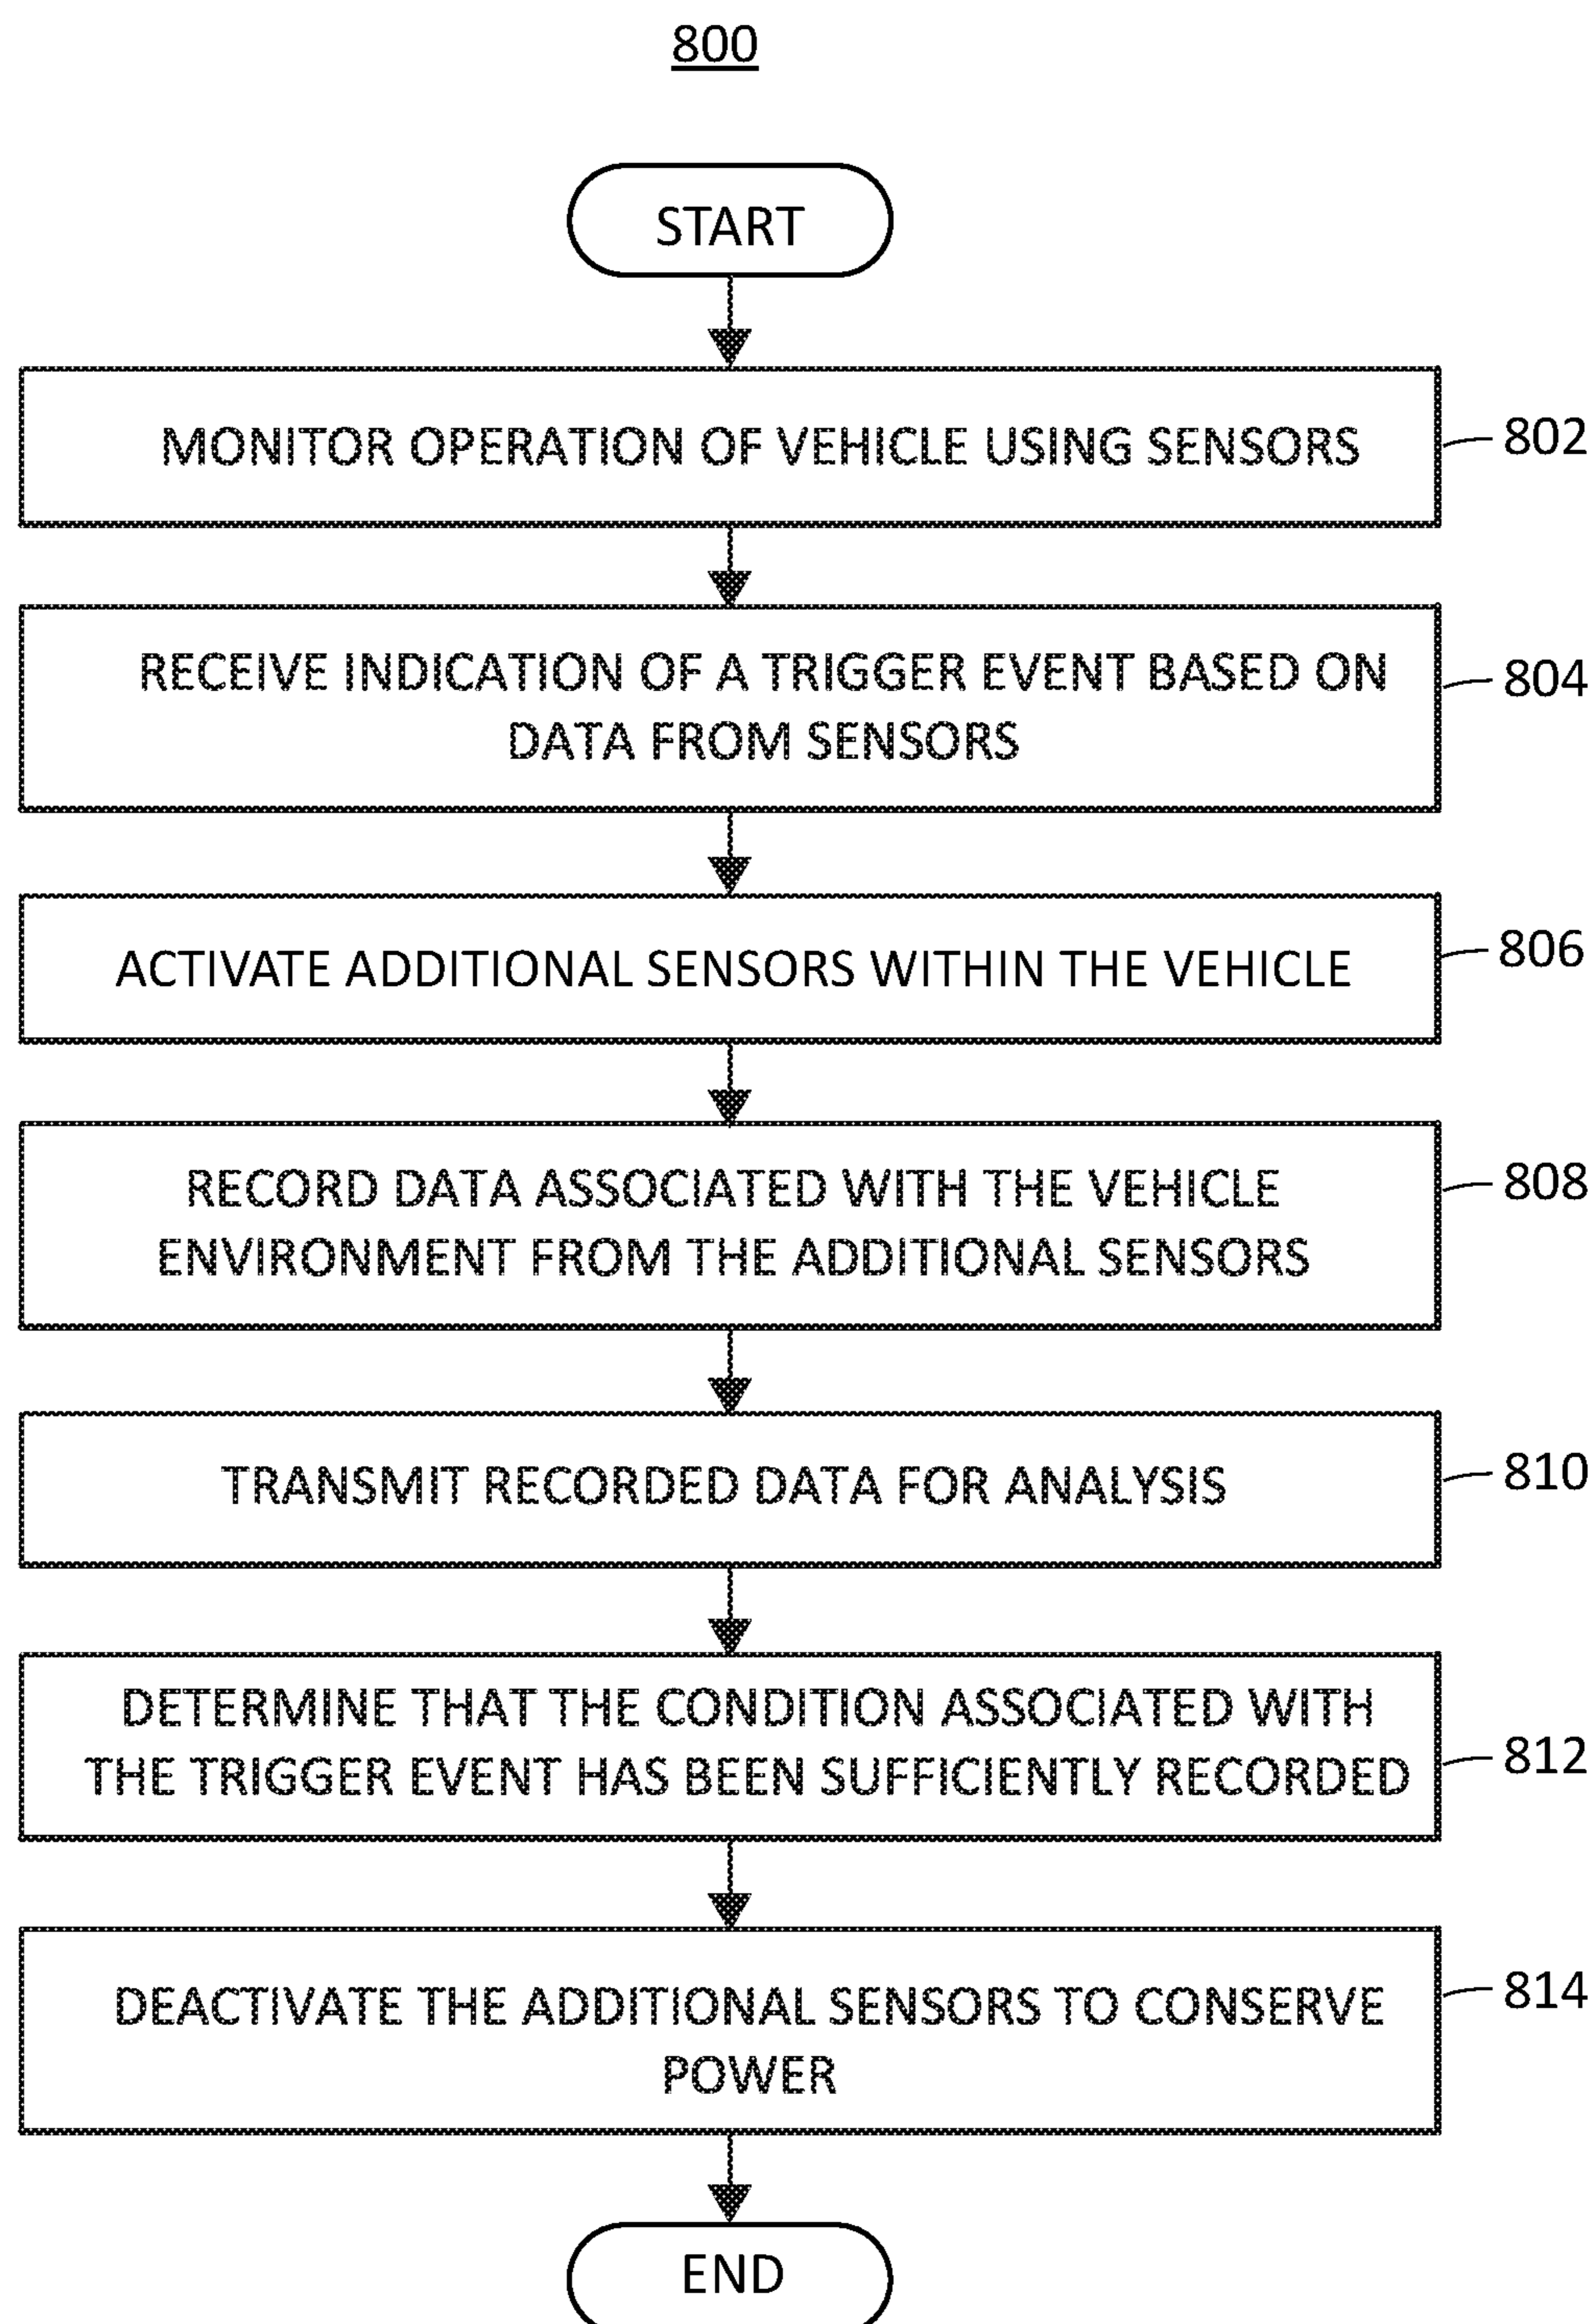 800
START
MONITOR OPERATION OF VEHICLE USING SENSORS
802
RECEIVE INDICATION OF A TRIGGER EVENT BASED ON
DATA FROM SENSORS
804
ACTIVATE ADDITIONAL SENSORS WITHIN THE VEHICLE
806
RECORD DATA ASSOCIATED WITH THE VEHICLE
ENVIRONMENT FROM THE ADDITIONAL SENSORS
808
TRANSMIT RECORDED DATA FOR ANALYSIS
810
DETERMINE THAT THE CONDITION ASSOCIATED WITH
THE TRIGGER EVENT HAS BEEN SUFFICIENTLY RECORDED
812
DEACTIVATE THE ADDITIONAL SENSORS TO CONSERVE
POWER
814
END